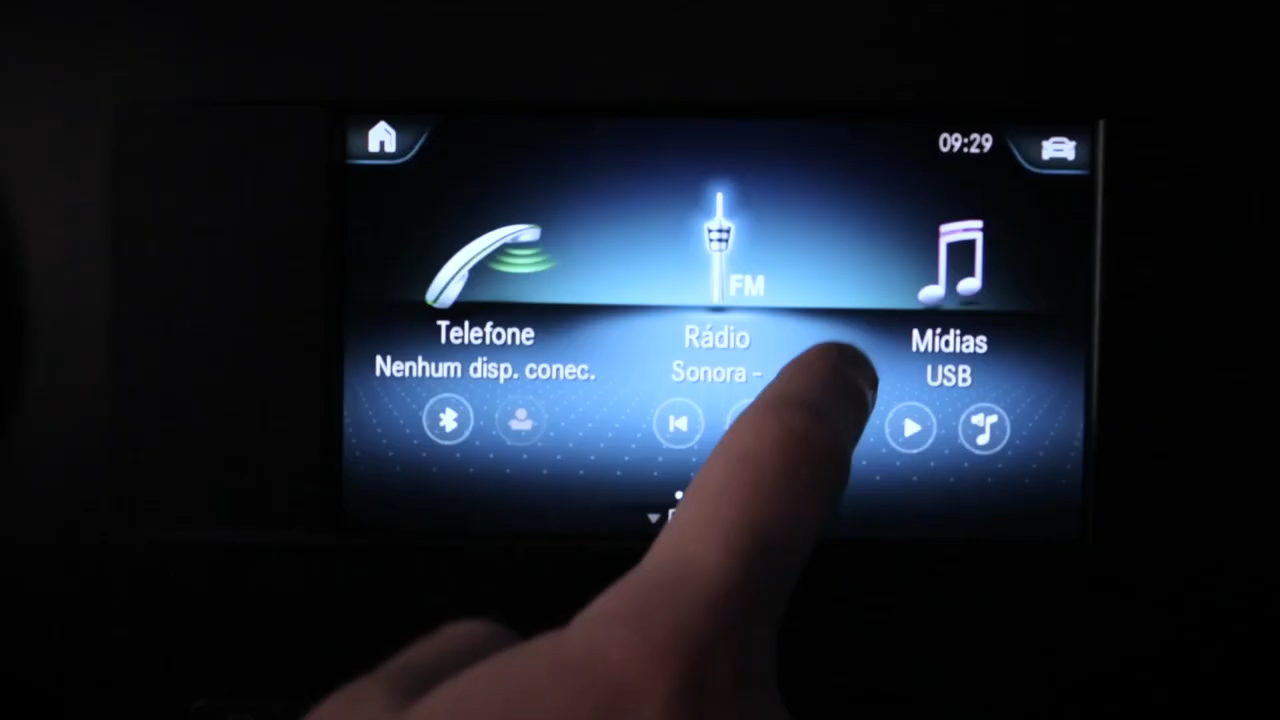 09:29
FM
Telefone
Nenhum disp. conec.
Rádio
Sonora -
Mídias
USB